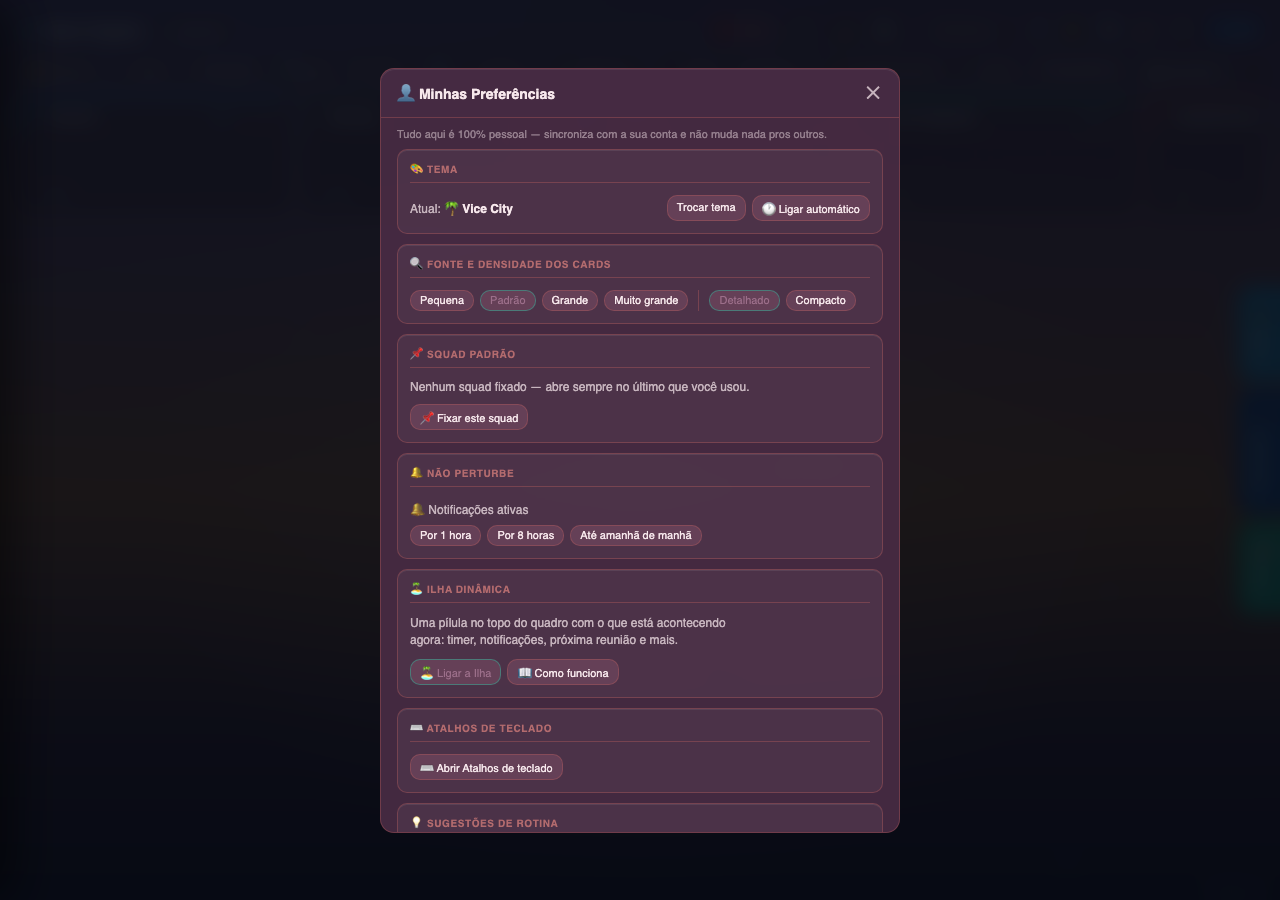 Minhas Preferências
Tudo aqui é 100% pessoal — sincroniza com a sua conta e não muda nada pros outros.
TEMA
Atual: Vice City
Trocar tema
Ligar automático
FONTE E DENSIDADE DOS CARDS
Pequena
Padrão
Grande
Muito grande
Detalhado
Compacto
SQUAD PADRÃO
Nenhum squad fixado — abre sempre no último que você usou.
Fixar este squad
NÃO PERTURBE
Notificações ativas
Por 1 hora
Por 8 horas
Até amanhã de manhã
ILHA DINÂMICA
Uma pílula no topo do quadro com o que está acontecendo
agora: timer, notificações, próxima reunião e mais.
Ligar a Ilha
Como funciona
ATALHOS DE TECLADO
Abrir Atalhos de teclado
SUGESTÕES DE ROTINA